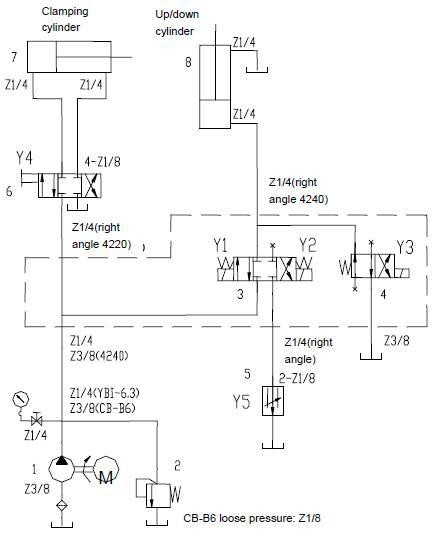 Clamping
cylinder
Up/down
cylinder
7
Z1/4
Z1/4
8
Z1/4
Z1/4
Y4
4-Z1/8
6
Z1/4(right
angle 4220)
Z1/4(right
angle 4240)
)
Y1
Y2
Y3
3
4
Z1/4
Z3/8(4240)
Z1/4(right
angle)
Z3/8
Z1/4(YBI-6.3)
Z3/8(CB-B6)
5
2-Z1/8
Y5
Z1/4
1
M
2
Z3/8
CB-B6 loose pressure: Z1/8